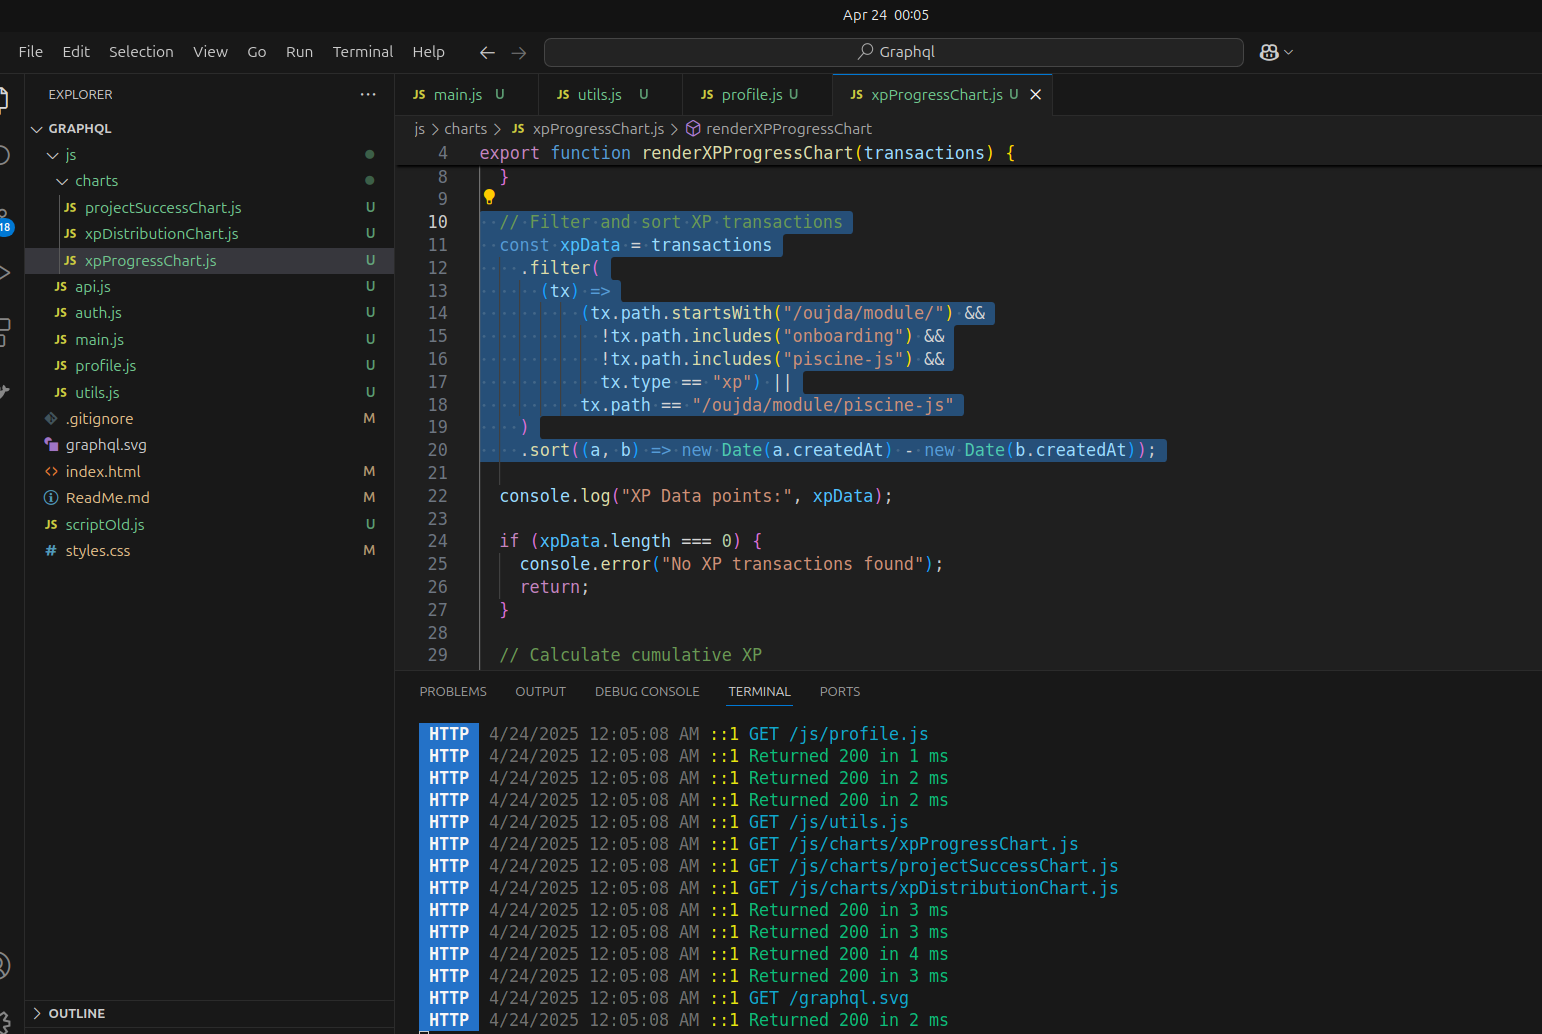 Apr 24 00:05
File Edit Selection View Go Run Terminal Help
Graphql
EXPLORER
GRAPHQL
js
charts
JS projectSuccessChart.js U
JS xpDistributionChart.js U
JS xpProgressChart.js U
JS api.js U
JS auth.js U
JS main.js U
JS profile.js U
JS utils.js U
.gitignore M
graphql.svg
index.html M
ReadMe.md M
JS scriptOld.js U
# styles.css M
OUTLINE
18
JS main.js U JS utils.js U JS profile.js U JS xpProgressChart.js U
js > charts > JS xpProgressChart.js > renderXPProgressChart
4 export function renderXPProgressChart(transactions) {
8 }
9
10 // Filter and sort XP transactions
11 const xpData = transactions
12 .filter(
13 (tx) =>
14 (tx.path.startsWith("/oujda/module/") &&
15 !tx.path.includes("onboarding") &&
16 !tx.path.includes("piscine-js") &&
17 tx.type == "xp") ||
18 tx.path == "/oujda/module/piscine-js"
19 )
20 .sort((a, b) => new Date(a.createdAt) - new Date(b.createdAt));
21
22 console.log("XP Data points:", xpData);
23
24 if (xpData.length === 0) {
25 console.error("No XP transactions found");
26 return;
27 }
28
29 // Calculate cumulative XP
PROBLEMS OUTPUT DEBUG CONSOLE TERMINAL PORTS
HTTP 4/24/2025 12:05:08 AM ::1 GET /js/profile.js
HTTP 4/24/2025 12:05:08 AM ::1 Returned 200 in 1 ms
HTTP 4/24/2025 12:05:08 AM ::1 Returned 200 in 2 ms
HTTP 4/24/2025 12:05:08 AM ::1 Returned 200 in 2 ms
HTTP 4/24/2025 12:05:08 AM ::1 GET /js/utils.js
HTTP 4/24/2025 12:05:08 AM ::1 GET /js/charts/xpProgressChart.js
HTTP 4/24/2025 12:05:08 AM ::1 GET /js/charts/projectSuccessChart.js
HTTP 4/24/2025 12:05:08 AM ::1 GET /js/charts/xpDistributionChart.js
HTTP 4/24/2025 12:05:08 AM ::1 Returned 200 in 3 ms
HTTP 4/24/2025 12:05:08 AM ::1 Returned 200 in 3 ms
HTTP 4/24/2025 12:05:08 AM ::1 Returned 200 in 4 ms
HTTP 4/24/2025 12:05:08 AM ::1 Returned 200 in 3 ms
HTTP 4/24/2025 12:05:08 AM ::1 GET /graphql.svg
HTTP 4/24/2025 12:05:08 AM ::1 Returned 200 in 2 ms